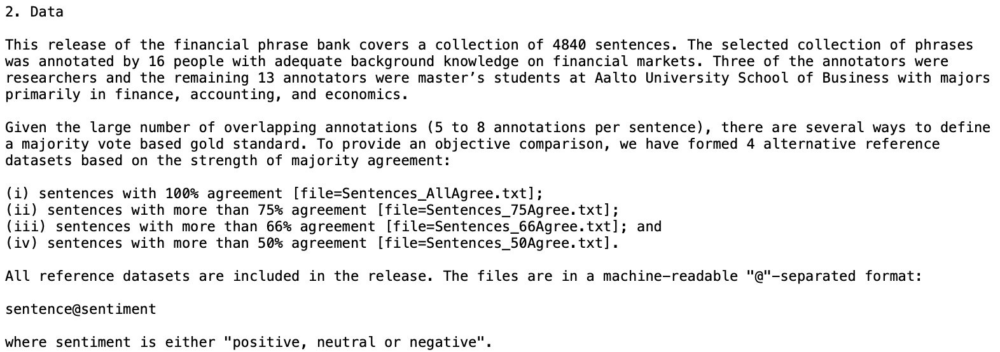 2. Data
This release of the financial phrase bank covers a collection of 4840 sentences. The selected collection of phrases
was annotated by 16 people with adequate background knowledge on financial markets. Three of the annotators were
researchers and the remaining 13 annotators were master’s students at Aalto University School of Business with majors
primarily in finance, accounting, and economics.
Given the large number of overlapping annotations (5 to 8 annotations per sentence), there are several ways to define
a majority vote based gold standard. To provide an objective comparison, we have formed 4 alternative reference
datasets based on the strength of majority agreement:
(i) sentences with 100% agreement [file=Sentences_AllAgree.txt];
(ii) sentences with more than 75% agreement [file=Sentences_75Agree.txt];
(iii) sentences with more than 66% agreement [file=Sentences_66Agree.txt]; and
(iv) sentences with more than 50% agreement [file=Sentences_50Agree.txt].
All reference datasets are included in the release. The files are in a machine-readable "@"-separated format:
sentence@sentiment
where sentiment is either "positive, neutral or negative".